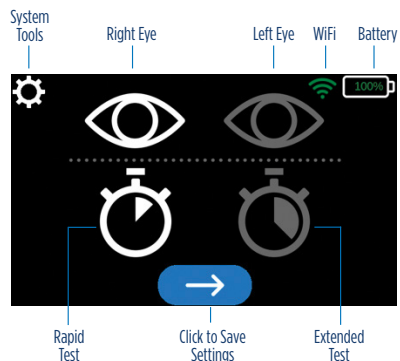 System
Tools
Right Eye
Left Eye
WiFi
Battery
100%
Rapid
Test
Click to Save
Settings
Extended
Test